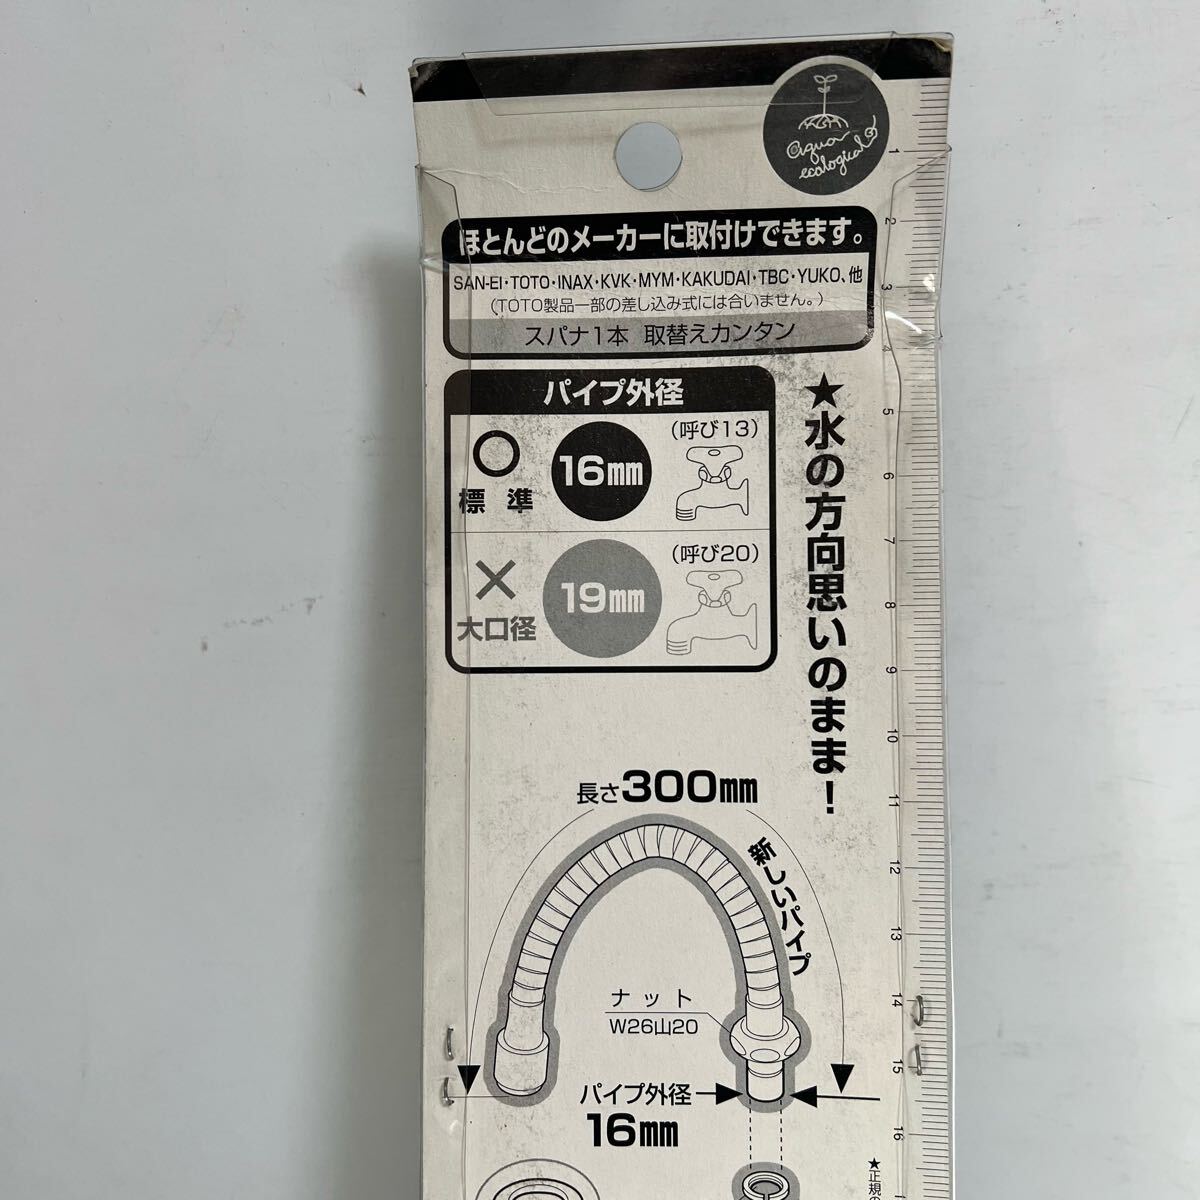 aqua
ecological
ほとんどのメーカーに取付けできます。
SAN-EI・TOTO・INAX・KVK・MYM・KAKUDAI・TBC・YUKO、他
(TOTO製品一部の差し込み式には合いません。)
スパナ1本 取替えカンタン
パイプ外径
標準
16mm
(呼び13)
大口径
19mm
(呼び20)
★水の方向思いのまま!
長さ300mm
新しいパイプ
ナット
W26山20
パイプ外径
16mm
1
2
3
4
5
6
7
8
9
10
11
12
13
14
15
16
★正規の